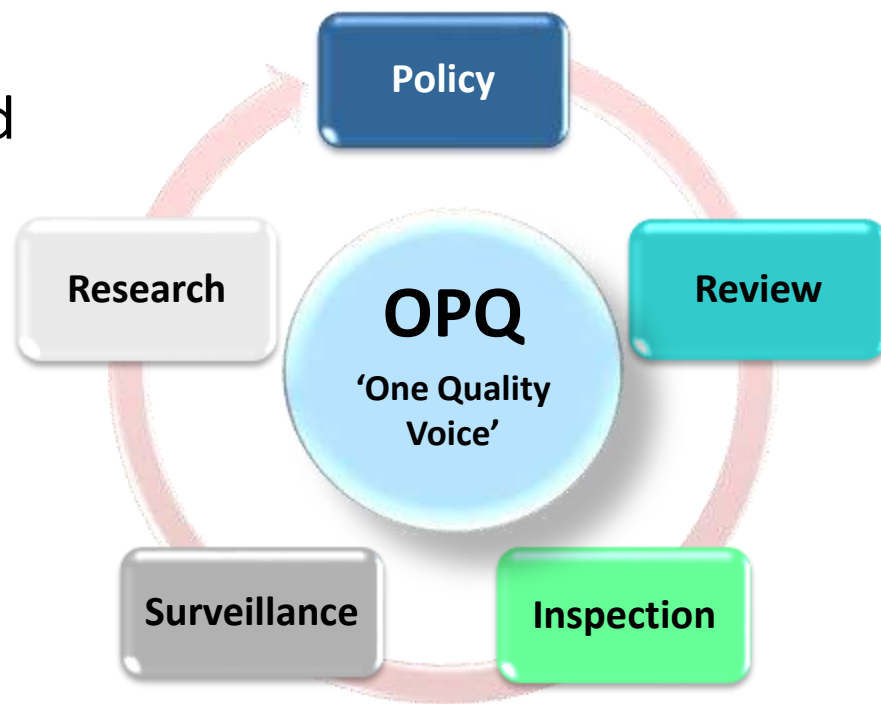 d
Policy
Research
Review
OPQ
‘One Quality
Voice’
Surveillance
Inspection